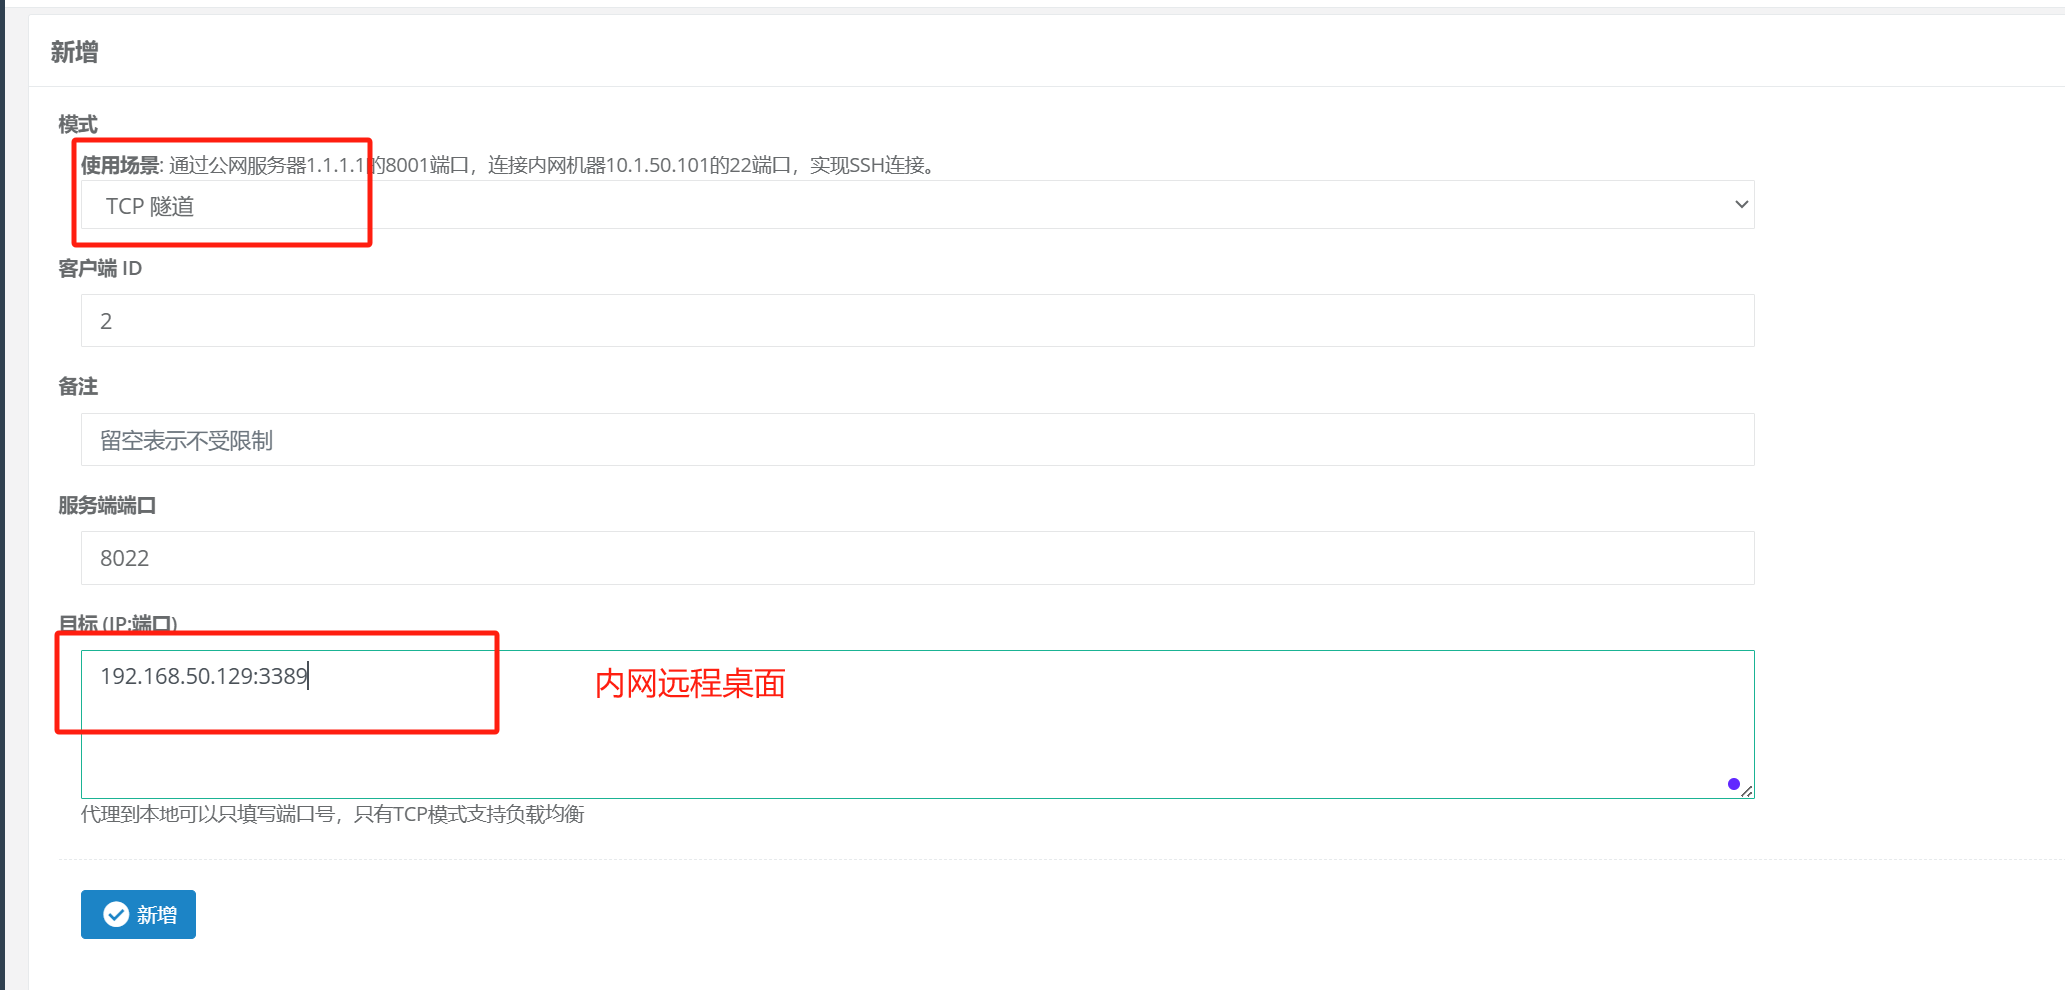 新增
模式
使用场景: 通过公网服务器1.1.1.1的8001端口，连接内网机器10.1.50.101的22端口，实现SSH连接。
TCP 隧道
客户端 ID
2
备注
留空表示不受限制
服务端端口
8022
目标 (IP:端口)
192.168.50.129:3389
内网远程桌面
代理到本地可以只填写端口号，只有TCP模式支持负载均衡
新增